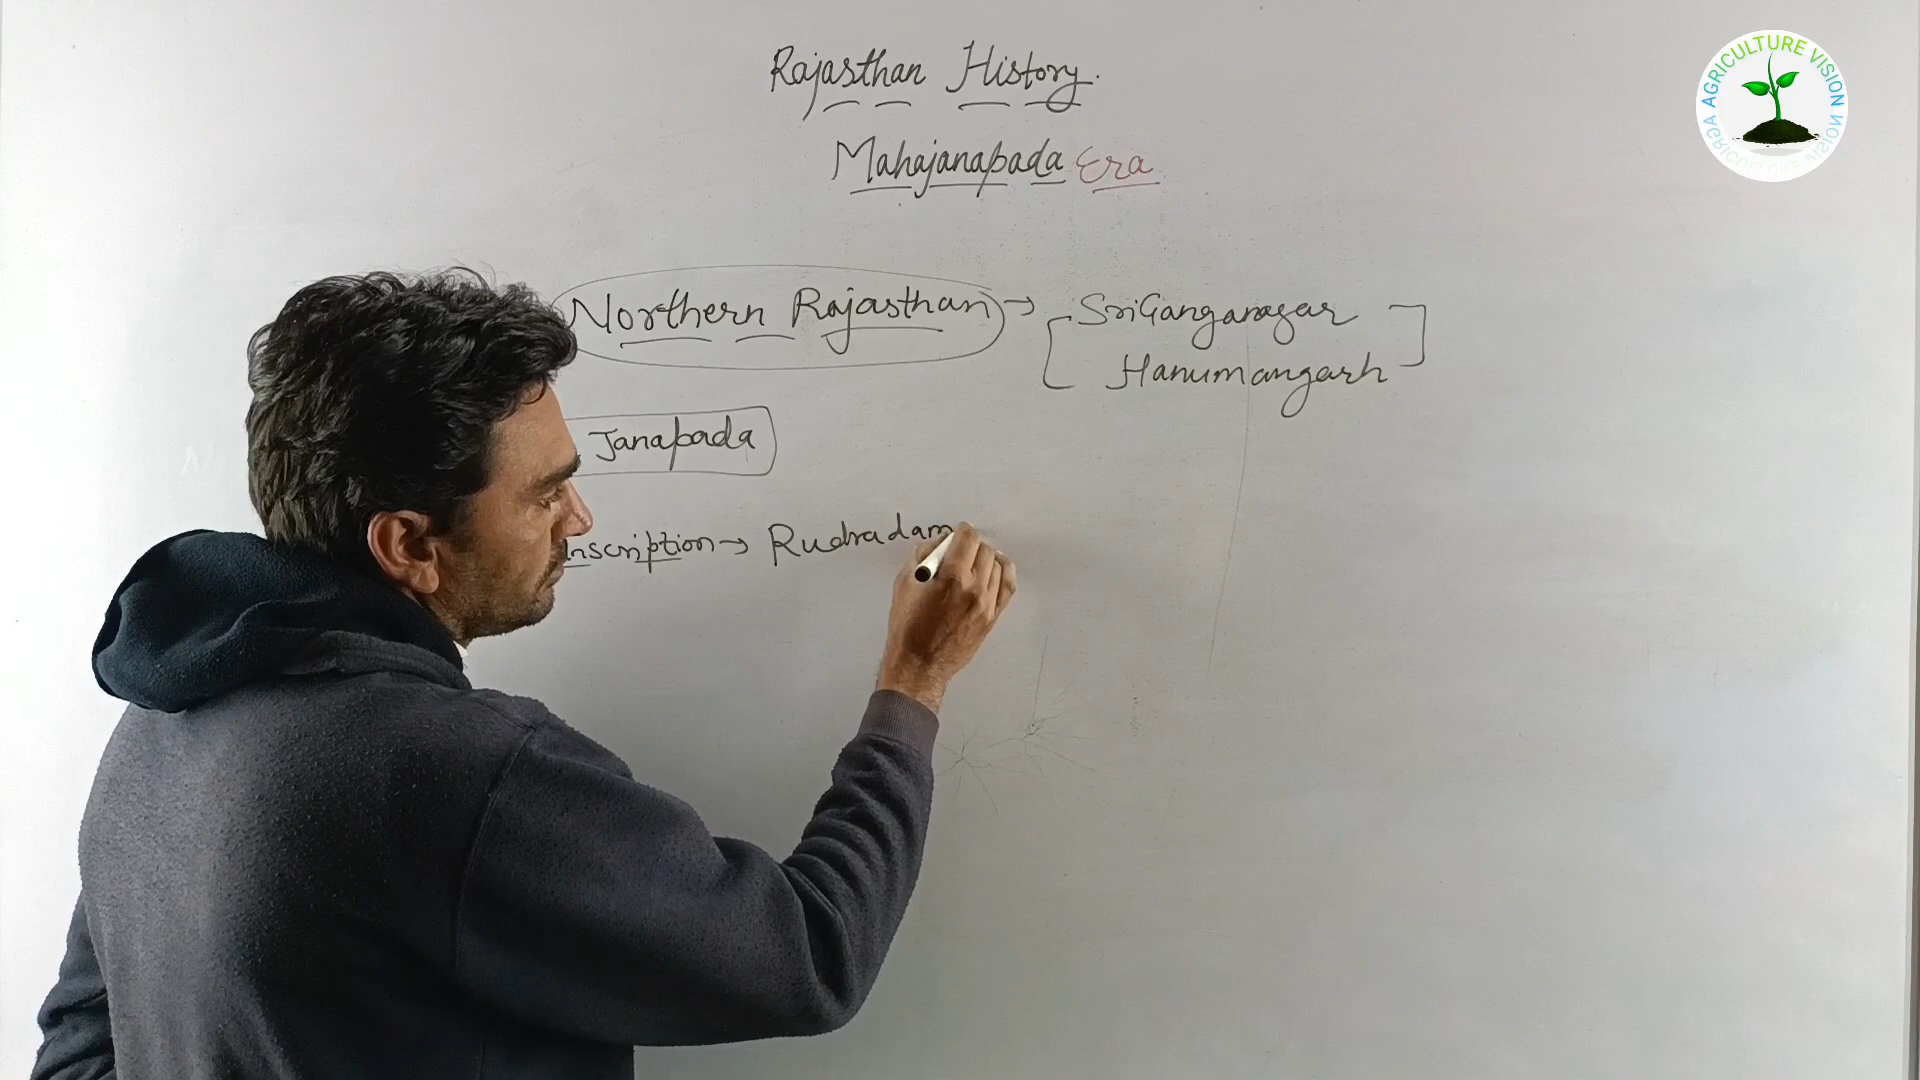 Rajasthan History.
Mahajanapada Era
Northern Rajasthan → SriGanganagar
Hanumangarh
Janapada
Inscription → Rudradam
AGRICULTURE VISION